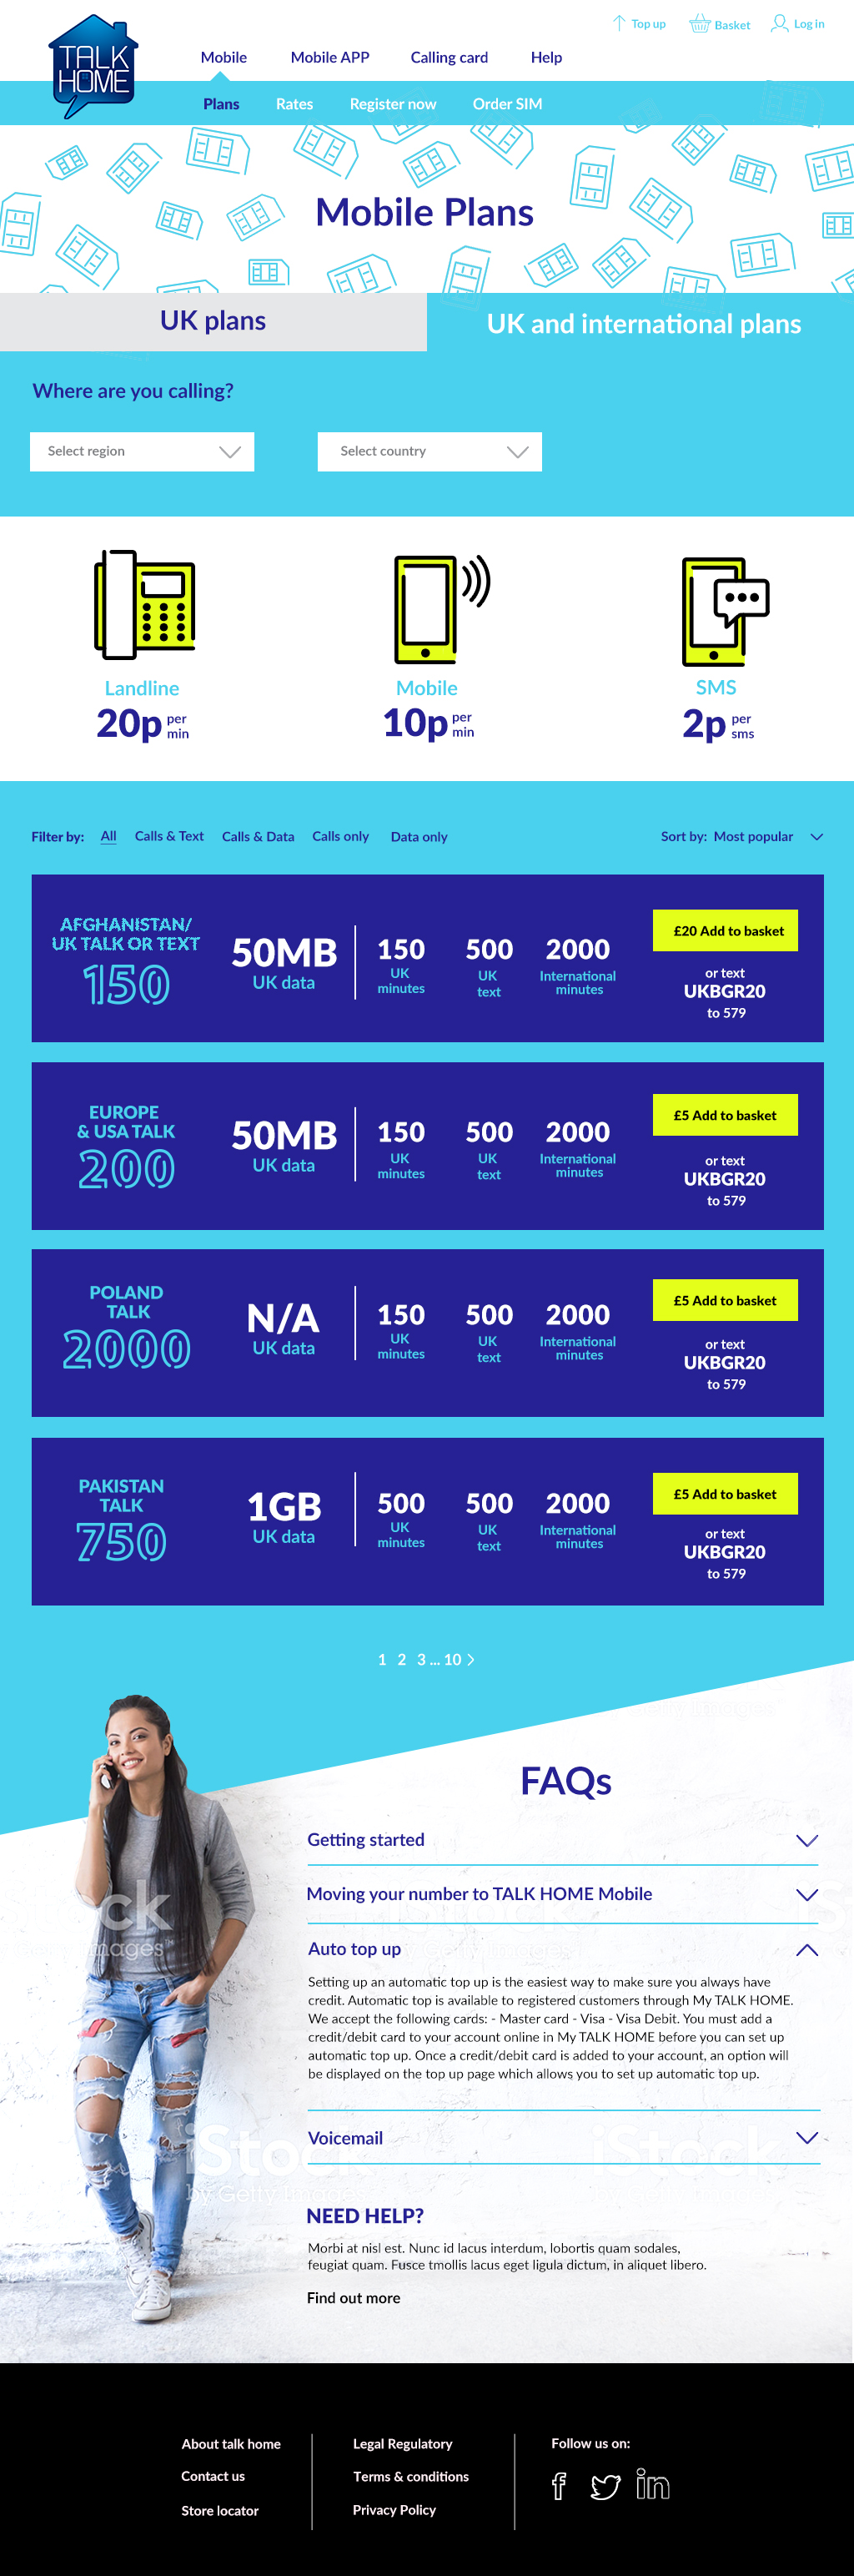 Top up Basket Log in
TALK
HOME
Mobile Mobile APP Calling card Help
Plans Rates Register now Order SIM
Mobile Plans
UK plans UK and international plans
Where are you calling?
Select region Select country
Landline Mobile SMS
20p per min 10p per min 2p per sms
Filter by: All Calls & Text Calls & Data Calls only Data only Sort by: Most popular
AFGHANISTAN/
UK TALK OR TEXT
150
50MB
UK data
150
UK
minutes
500
UK
text
2000
International
minutes
£20 Add to basket
or text
UKBGR20
to 579
EUROPE
& USA TALK
200
50MB
UK data
150
UK
minutes
500
UK
text
2000
International
minutes
£5 Add to basket
or text
UKBGR20
to 579
POLAND
TALK
2000
N/A
UK data
150
UK
minutes
500
UK
text
2000
International
minutes
£5 Add to basket
or text
UKBGR20
to 579
PAKISTAN
TALK
750
1GB
UK data
500
UK
minutes
500
UK
text
2000
International
minutes
£5 Add to basket
or text
UKBGR20
to 579
1 2 3 ... 10
FAQs
Getting started
Moving your number to TALK HOME Mobile
Auto top up
Setting up an automatic top up is the easiest way to make sure you always have
credit. Automatic top is available to registered customers through My TALK HOME.
We accept the following cards: - Master card - Visa - Visa Debit. You must add a
credit/debit card to your account online in My TALK HOME before you can set up
automatic top up. Once a credit/debit card is added to your account, an option will
be displayed on the top up page which allows you to set up automatic top up.
Voicemail
iStock
by Getty Images
NEED HELP?
Morbi at nisl est. Nunc id lacus interdum, lobortis quam sodales,
feugiat quam. Fusce tmollis lacus eget ligula dictum, in aliquet libero.
Find out more
About talk home
Contact us
Store locator
Legal Regulatory
Terms & conditions
Privacy Policy
Follow us on:
f
in